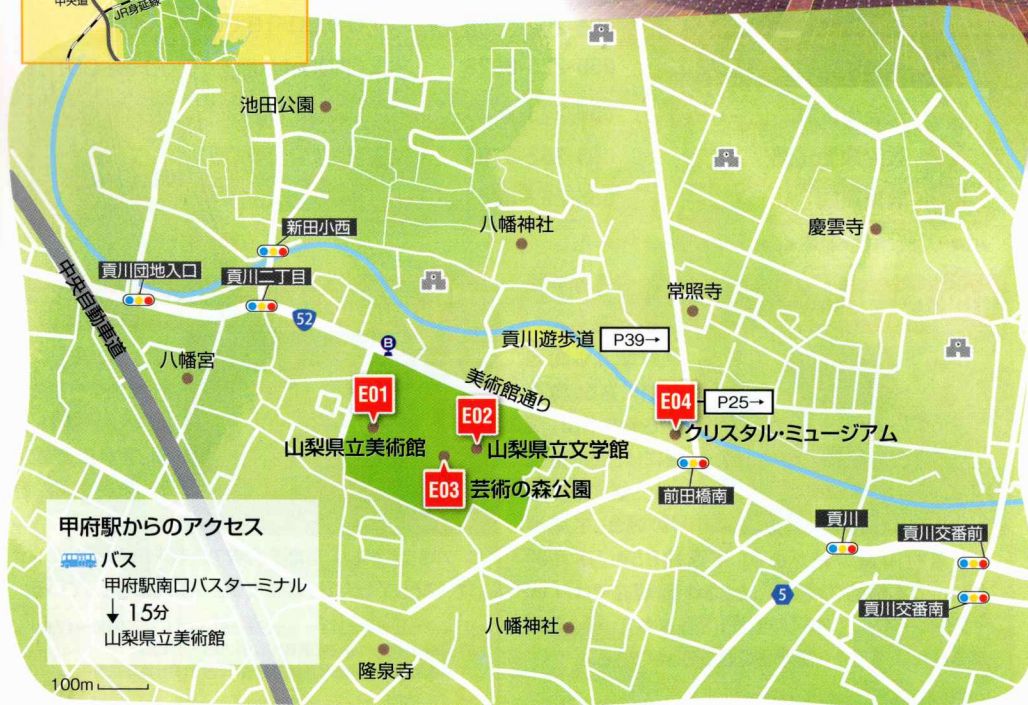 中央道
JR身延線
池田公園
新田小西
八幡神社
慶雲寺
貢川団地入口
貢川二丁目
常照寺
中央自動車道
52
B
貢川遊歩道 P39→
八幡宮
美術館通り
E01
E02
E04 P25→
クリスタル・ミュージアム
山梨県立美術館
山梨県立文学館
E03 芸術の森公園
前田橋南
貢川
貢川交番前
甲府駅からのアクセス
バス
甲府駅南口バスターミナル
↓ 15分
山梨県立美術館
5
貢川交番南
八幡神社
隆泉寺
100m